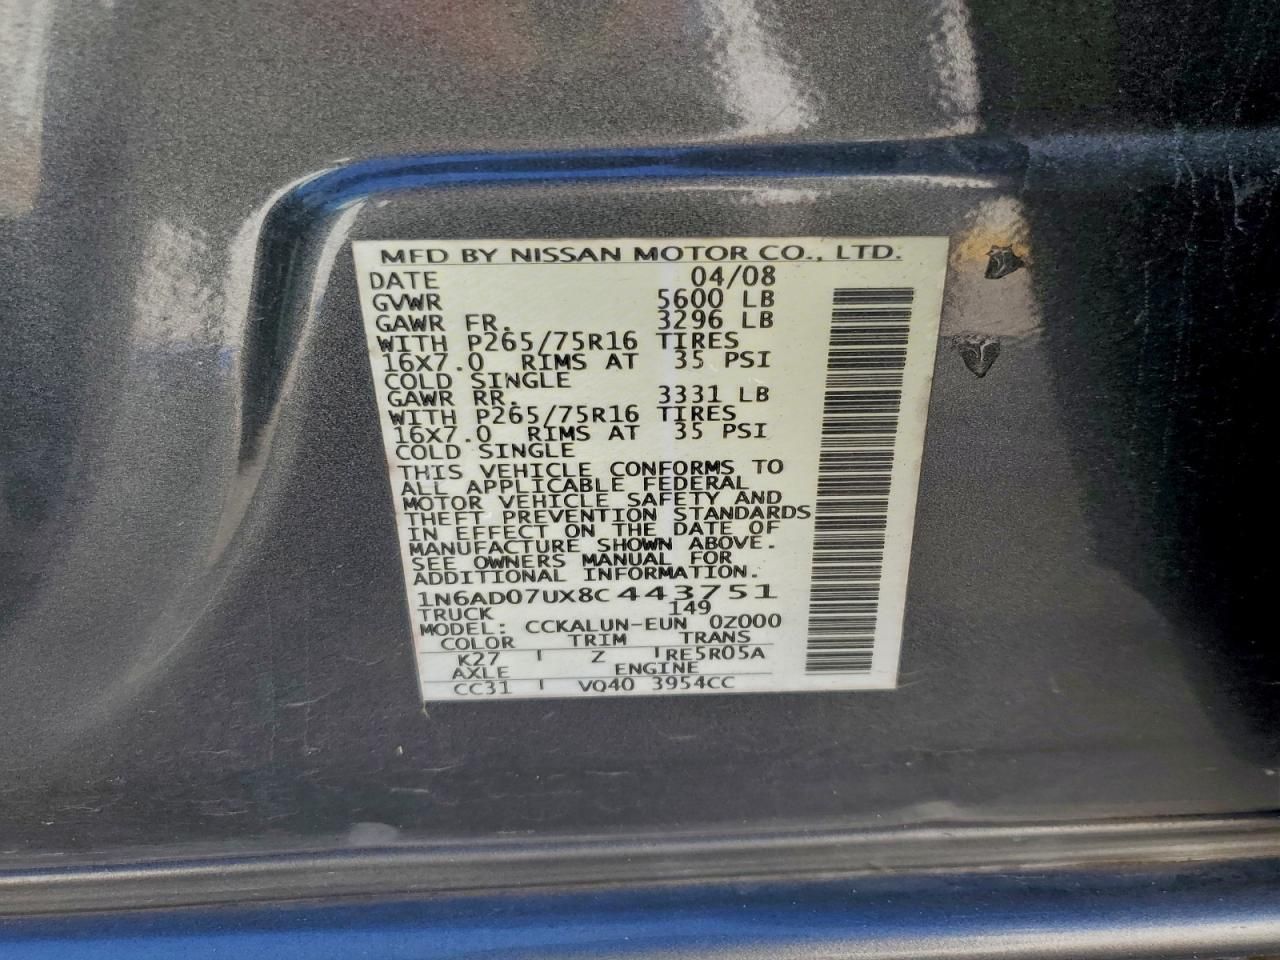 MFD BY NISSAN MOTOR CO., LTD.
DATE 04/08
GVWR 5600 LB
GAWR FR. 3296 LB
WITH P265/75R16 TIRES
16X7.0 RIMS AT 35 PSI
COLD SINGLE
GAWR RR. 3331 LB
WITH P265/75R16 TIRES
16X7.0 RIMS AT 35 PSI
COLD SINGLE
THIS VEHICLE CONFORMS TO
ALL APPLICABLE FEDERAL
MOTOR VEHICLE SAFETY AND
THEFT PREVENTION STANDARDS
IN EFFECT ON THE DATE OF
MANUFACTURE SHOWN ABOVE.
SEE OWNERS MANUAL FOR
ADDITIONAL INFORMATION.
1N6AD07UX8C443751
TRUCK 149
MODEL: CCKALUN-EUN 0Z000
COLOR TRIM TRANS
K27 Z RE5R05A
AXLE ENGINE
CC31 VQ40 3954CC